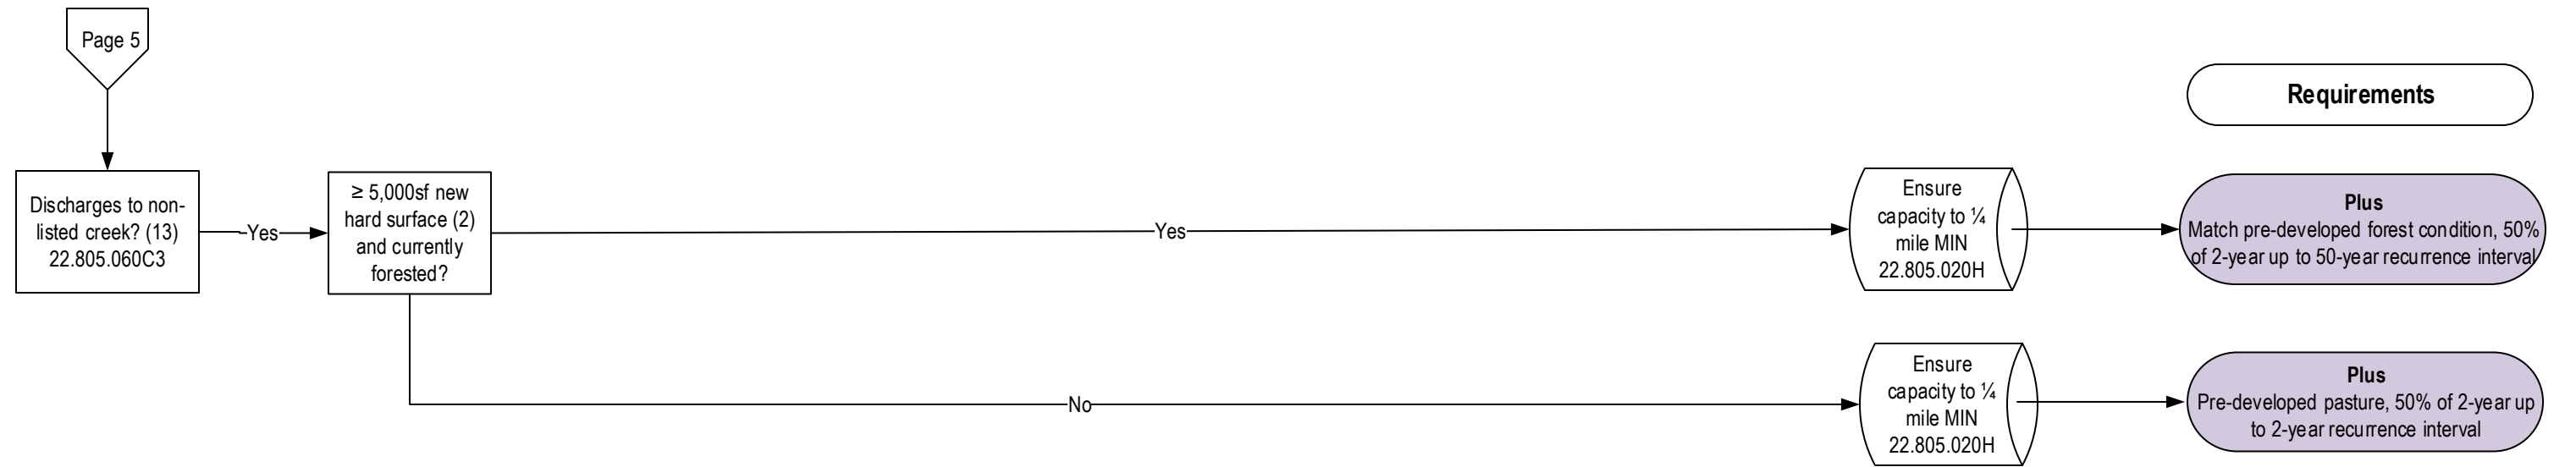 Page 5
Requirements
Discharges to non-
listed creek? (13)
22.805.060C3
Yes
≥ 5,000sf new
hard surface (2)
and currently
forested?
Yes
Ensure
capacity to ¼
mile MIN
22.805.020H
Plus
Match pre-developed forest condition, 50%
of 2-year up to 50-year recurrence interval
No
Ensure
capacity to ¼
mile MIN
22.805.020H
Plus
Pre-developed pasture, 50% of 2-year up
to 2-year recurrence interval